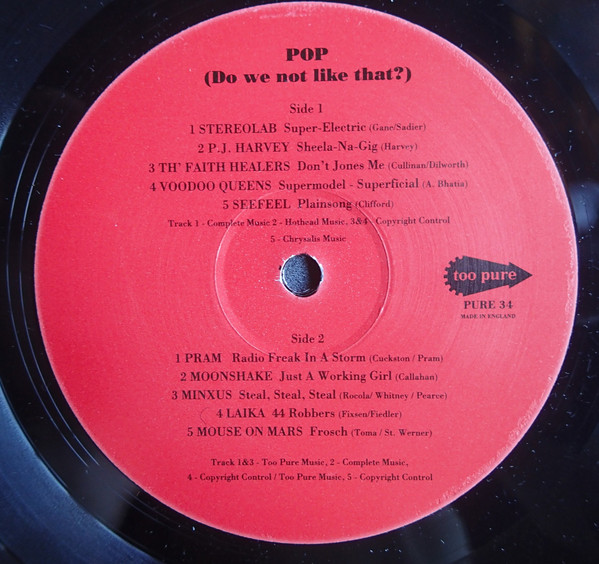 POP
(Do we not like that?)
Side 1
1 STEREOLAB Super-Electric (Gane/Sadier)
2 P.J. HARVEY Sheela-Na-Gig (Harvey)
3 TH' FAITH HEALERS Don't Jones Me (Cullinan/Dilworth)
4 VOODOO QUEENS Supermodel - Superficial (A. Bhatia)
5 SEEFEEL Plainsong (Clifford)
Track 1 - Complete Music 2 - Hothead Music, 3&4 - Copyright Control
5 - Chrysalis Music
too pure
PURE 34
MADE IN ENGLAND
Side 2
1 PRAM Radio Freak In A Storm (Cuckston / Pram)
2 MOONSHAKE Just A Working Girl (Callahan)
3 MINXUS Steal, Steal, Steal (Rocola/ Whitney / Pearce)
4 LAIKA 44 Robbers (Fixsen/Fiedler)
5 MOUSE ON MARS Frosch (Toma / St. Werner)
Track 1&3 - Too Pure Music, 2 - Complete Music,
4 - Copyright Control / Too Pure Music, 5 - Copyright Control